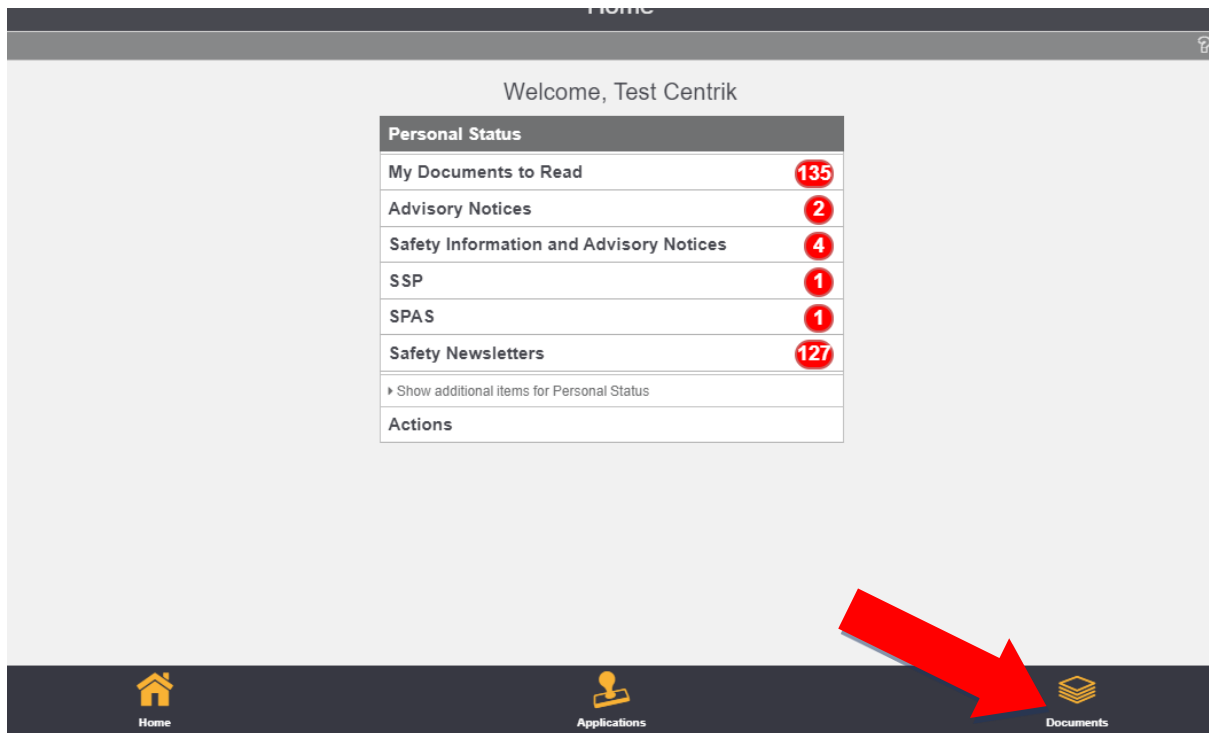 Home
Welcome, Test Centrik
Personal Status
My Documents to Read 135
Advisory Notices 2
Safety Information and Advisory Notices 4
SSP 1
SPAS 1
Safety Newsletters 127
Show additional items for Personal Status
Actions
Home Applications Documents